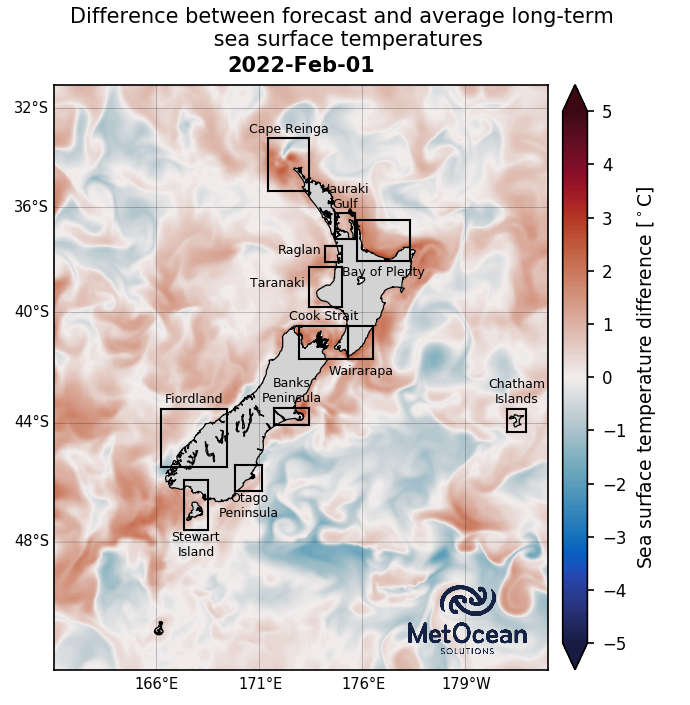 Difference between forecast and average long-term
sea surface temperatures
2022-Feb-01
32°S
36°S
40°S
44°S
48°S
Cape Reinga
Hauraki
Gulf
Raglan
Bay of Plenty
Taranaki
Cook Strait
Wairarapa
Banks
Peninsula
Chatham
Islands
Fiordland
Otago
Peninsula
Stewart
Island
MetOcean
SOLUTIONS
166°E
171°E
176°E
179°W
5
4
3
2
1
0
−1
−2
−3
−4
−5
Sea surface temperature difference [°C]